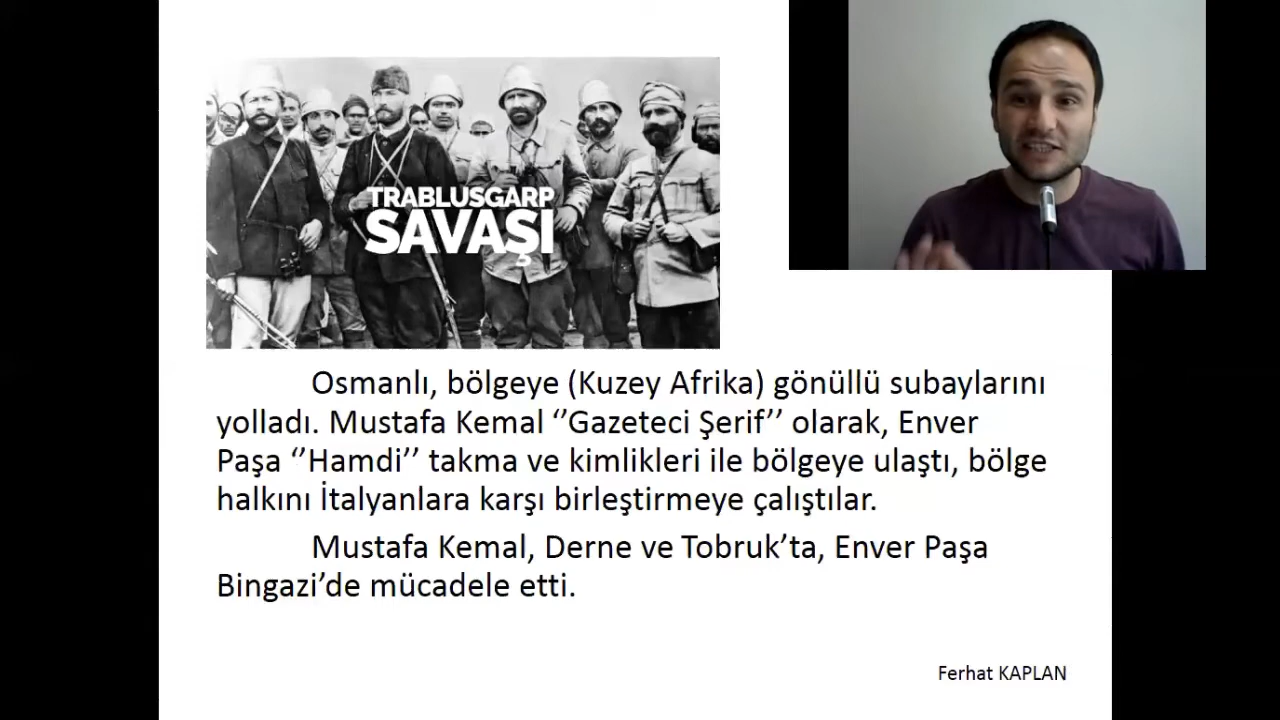 TRABLUSGARP
SAVAŞI
Osmanlı, bölgeye (Kuzey Afrika) gönüllü subaylarını
yolladı. Mustafa Kemal ‘’Gazeteci Şerif’’ olarak, Enver
Paşa ‘’Hamdi’’ takma ve kimlikleri ile bölgeye ulaştı, bölge
halkını İtalyanlara karşı birleştirmeye çalıştılar.
Mustafa Kemal, Derne ve Tobruk’ta, Enver Paşa
Bingazi’de mücadele etti.
Ferhat KAPLAN